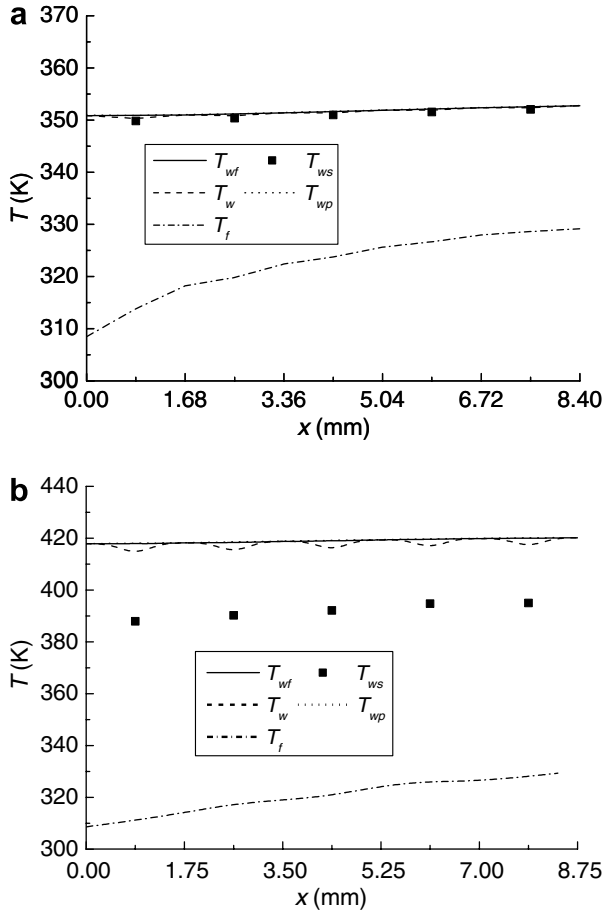 a
370
360
350
340
330
320
310
300
T (K)
T_wf T_ws
T_w T_wp
T_f
0.00 1.68 3.36 5.04 6.72 8.40
x (mm)
b
440
420
400
380
360
340
320
300
T (K)
T_wf T_ws
T_w T_wp
T_f
0.00 1.75 3.50 5.25 7.00 8.75
x (mm)